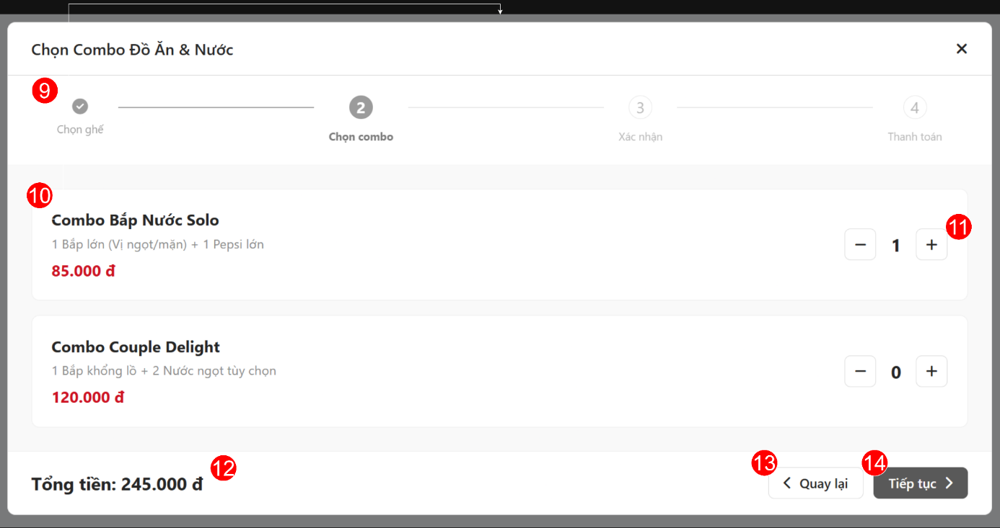 Chọn Combo Đồ Ăn & Nước
9
2
3
4
Chọn ghế
Chọn combo
Xác nhận
Thanh toán
10
Combo Bắp Nước Solo
1 Bắp lớn (Vị ngọt/mặn) + 1 Pepsi lớn
85.000 đ
1
11
Combo Couple Delight
1 Bắp khổng lồ + 2 Nước ngọt tùy chọn
120.000 đ
0
12
Tổng tiền: 245.000 đ
13
Quay lại
14
Tiếp tục